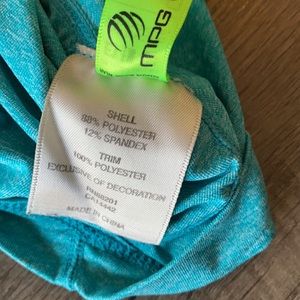 MPG
SHELL
88% POLYESTER
12% SPANDEX
TRIM
100% POLYESTER
EXCLUSIVE OF DECORATION
MADE IN CHINA